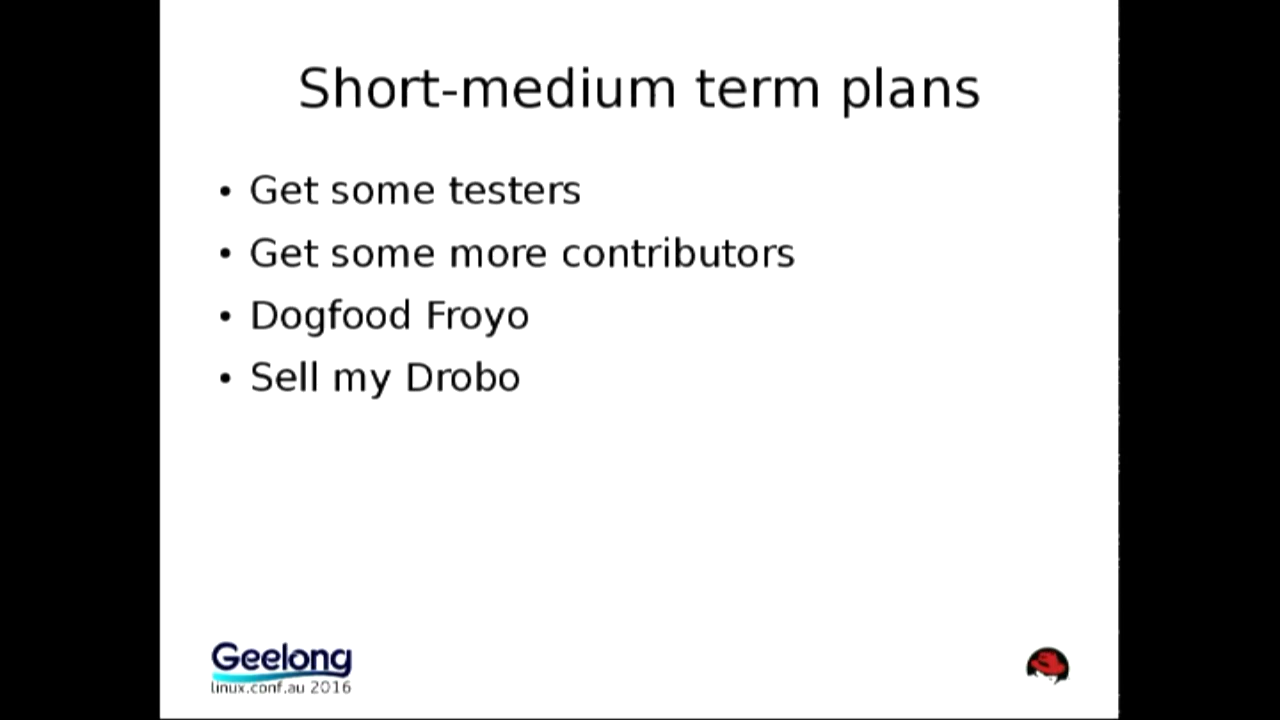 Short-medium term plans
• Get some testers
• Get some more contributors
• Dogfood Froyo
• Sell my Drobo
Geelong
linux.conf.au 2016